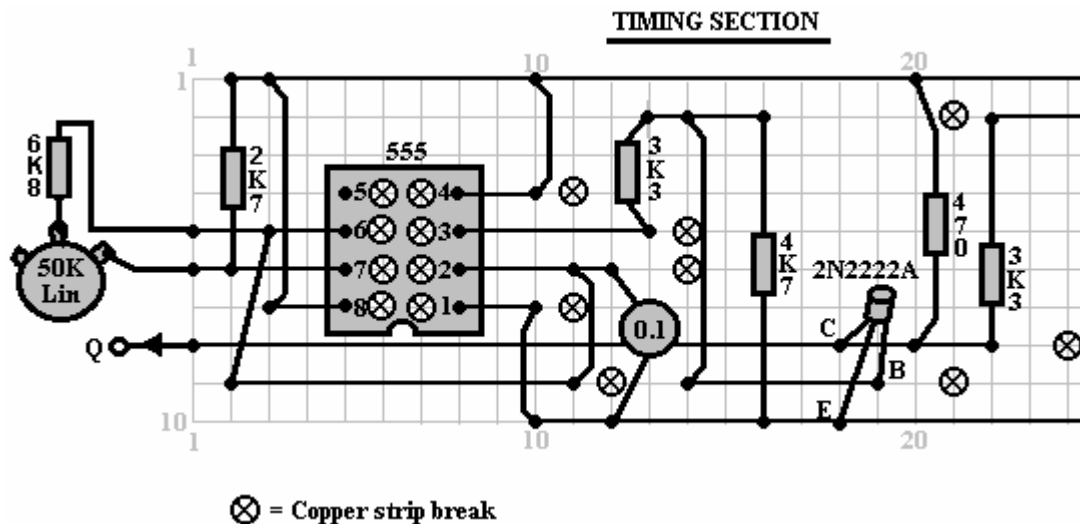 TIMING SECTION
1
10
20
1
6K8
2K7
555
3K3
5
4
6
3
7
2
8
1
50K
Lin
4K7
470
3K3
2N2222A
0.1
Q
C
B
E
10
1
10
20
= Copper strip break